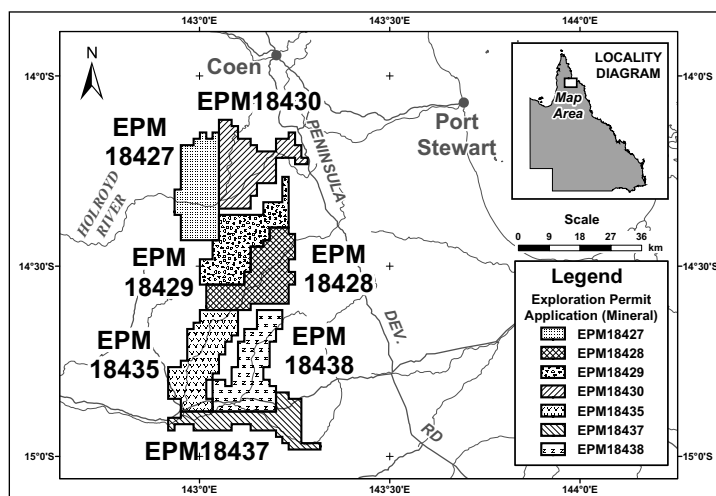 143°0'E
143°30'E
144°0'E
14°0'S
14°0'S
N
Coen
EPM18430
EPM
18427
PENINSULA
Port
Stewart
LOCALITY
DIAGRAM
Map
Area
HOLROYD
RIVER
Scale
0 9 18 27 36
km
EPM
18429
EPM
18428
14°30'S
14°30'S
EPM
18435
EPM
18438
DEV.
RD
EPM18437
15°0'S
15°0'S
Legend
Exploration Permit
Application (Mineral)
EPM18427
EPM18428
EPM18429
EPM18430
EPM18435
EPM18437
EPM18438
143°0'E
143°30'E
144°0'E